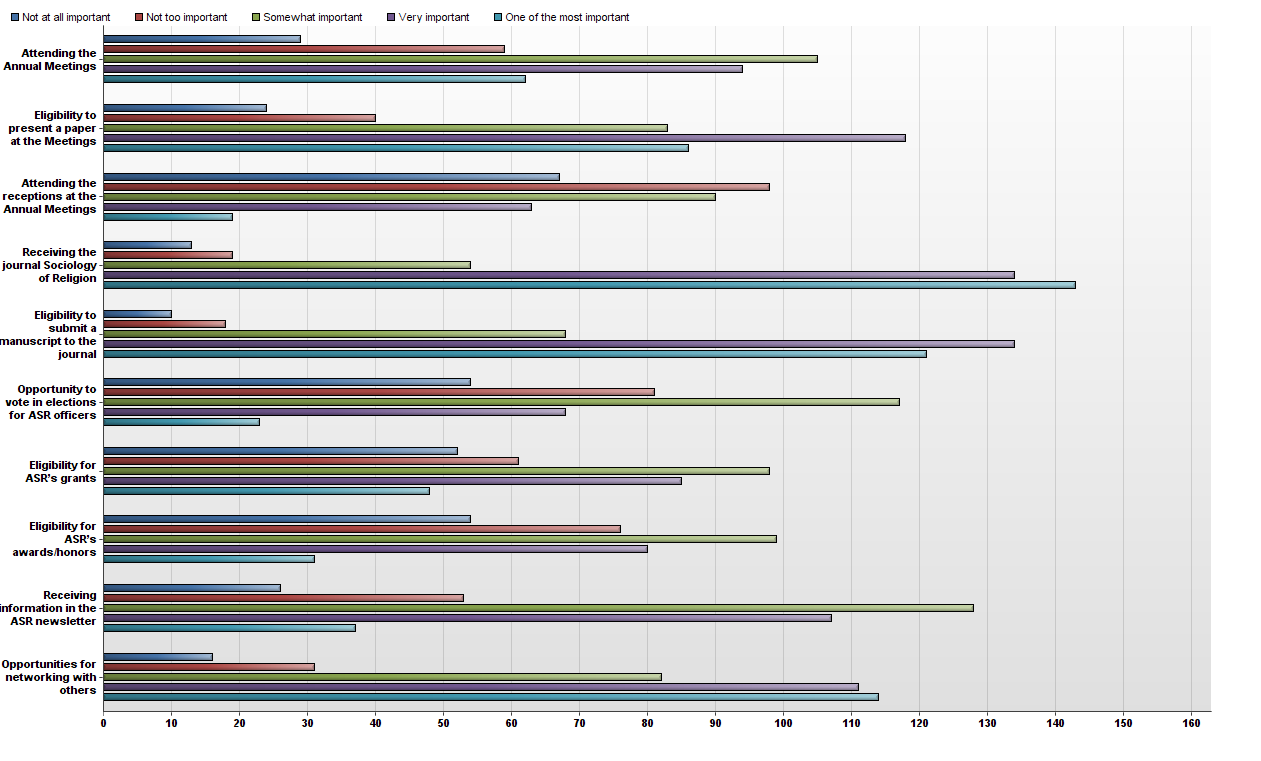 Not at all important Not too important Somewhat important Very important One of the most important
Attending the
Annual Meetings
Eligibility to
present a paper
at the Meetings
Attending the
receptions at the
Annual Meetings
Receiving the
journal Sociology
of Religion
Eligibility to
submit a
manuscript to the
journal
Opportunity to
vote in elections
for ASR officers
Eligibility for
ASR's grants
Eligibility for
ASR's
awards/honors
Receiving
information in the
ASR newsletter
Opportunities for
networking with
others
0 10 20 30 40 50 60 70 80 90 100 110 120 130 140 150 160